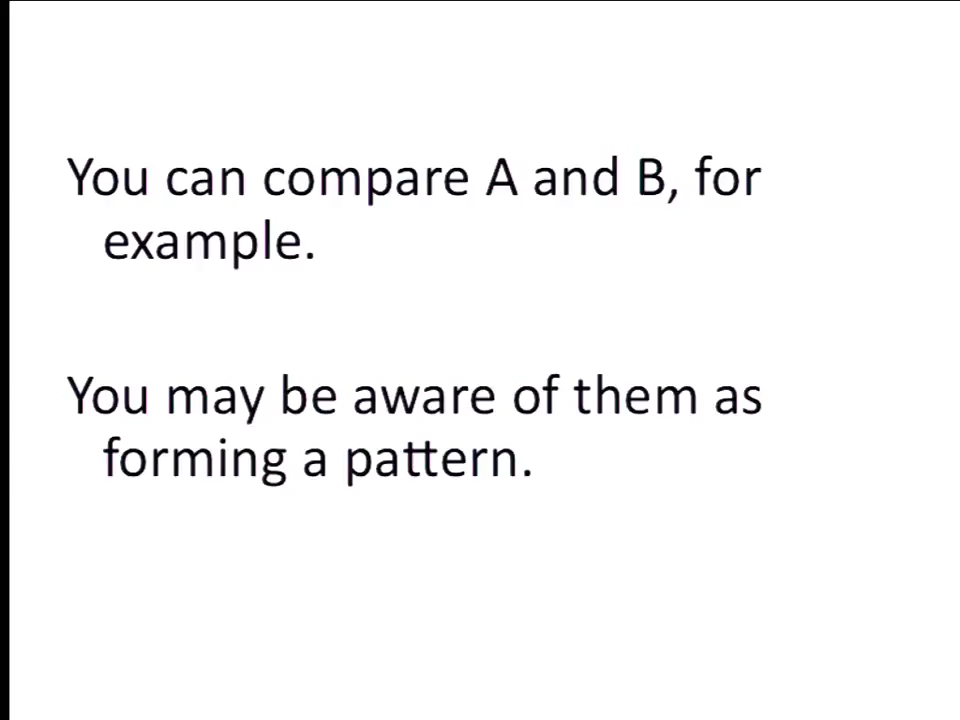 You can compare A and B, for
example.
You may be aware of them as
forming a pattern.